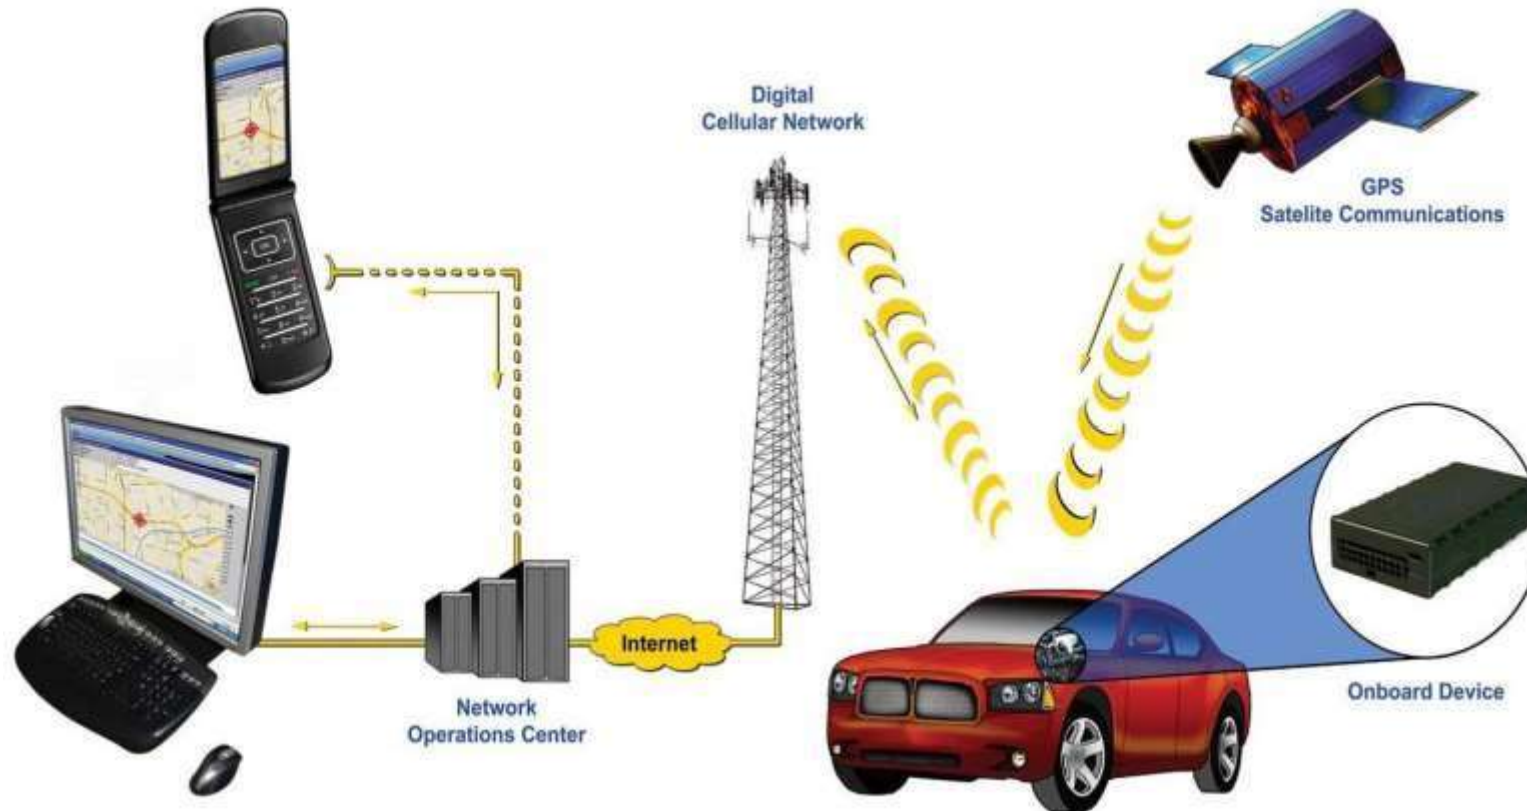 Digital
Cellular Network
GPS
Satelite Communications
Internet
Onboard Device
Network
Operations Center